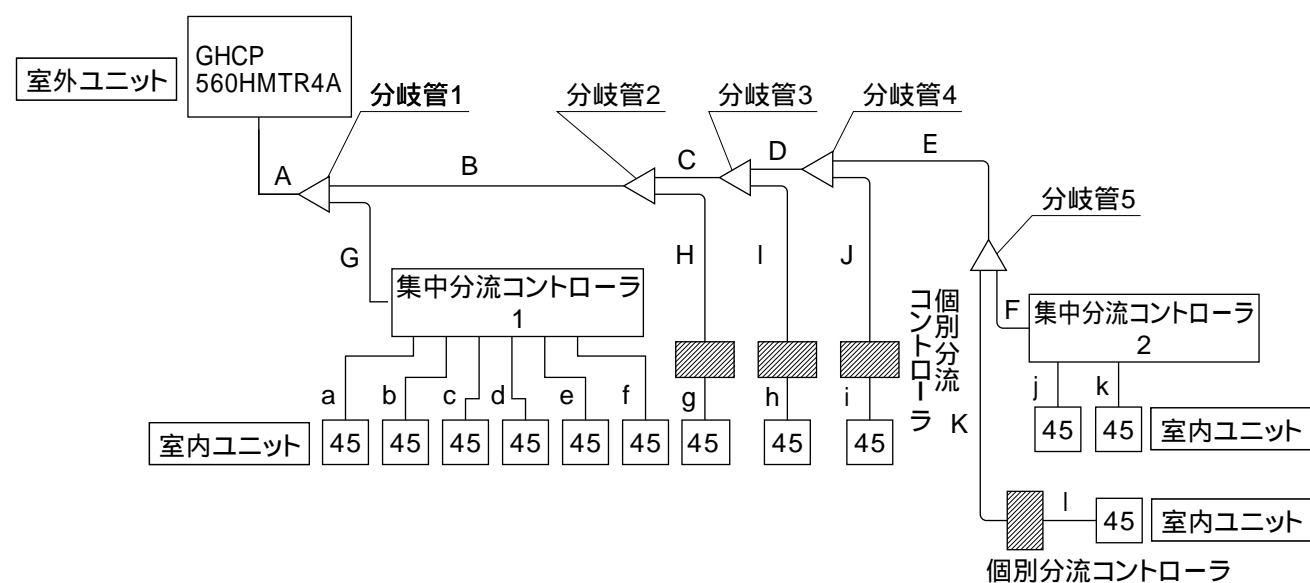 GHCP
560HMTR4A
室外ユニット
分岐管1
分岐管2
分岐管3
分岐管4
分岐管5
A
B
C
D
E
G
H
I
J
F
K
集中分流コントローラ
1
個別分流
コントローラ
集中分流コントローラ
2
a
b
c
d
e
f
g
h
i
j
k
室内ユニット
45
45
45
45
45
45
45
45
45
45
45
室内ユニット
l
45
室内ユニット
個別分流コントローラ